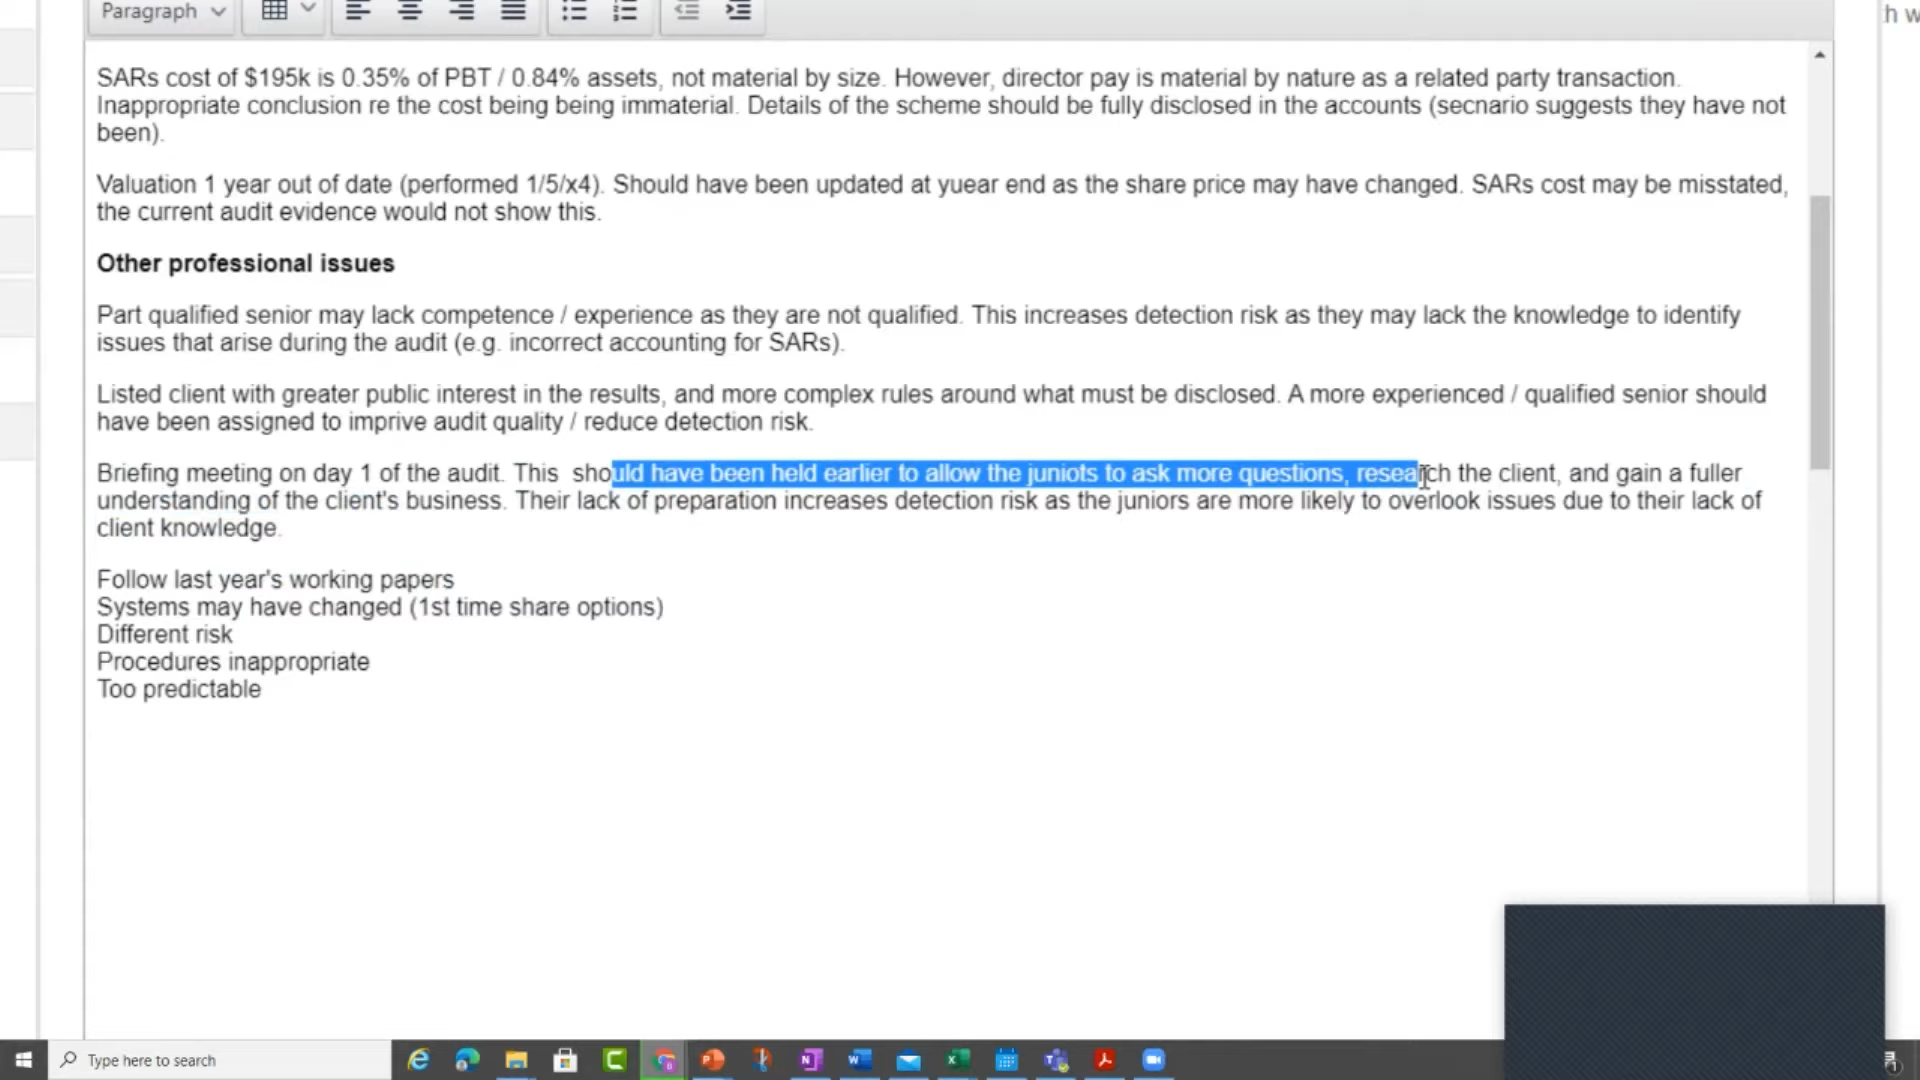 Paragraph
h w
SARs cost of $195k is 0.35% of PBT / 0.84% assets, not material by size. However, director pay is material by nature as a related party transaction.
Inappropriate conclusion re the cost being being immaterial. Details of the scheme should be fully disclosed in the accounts (secnario suggests they have not
been).
Valuation 1 year out of date (performed 1/5/x4). Should have been updated at yuear end as the share price may have changed. SARs cost may be misstated,
the current audit evidence would not show this.
Other professional issues
Part qualified senior may lack competence / experience as they are not qualified. This increases detection risk as they may lack the knowledge to identify
issues that arise during the audit (e.g. incorrect accounting for SARs).
Listed client with greater public interest in the results, and more complex rules around what must be disclosed. A more experienced / qualified senior should
have been assigned to imprive audit quality / reduce detection risk.
Briefing meeting on day 1 of the audit. This should have been held earlier to allow the juniots to ask more questions, research the client, and gain a fuller
understanding of the client's business. Their lack of preparation increases detection risk as the juniors are more likely to overlook issues due to their lack of
client knowledge.
Follow last year's working papers
Systems may have changed (1st time share options)
Different risk
Procedures inappropriate
Too predictable
Type here to search